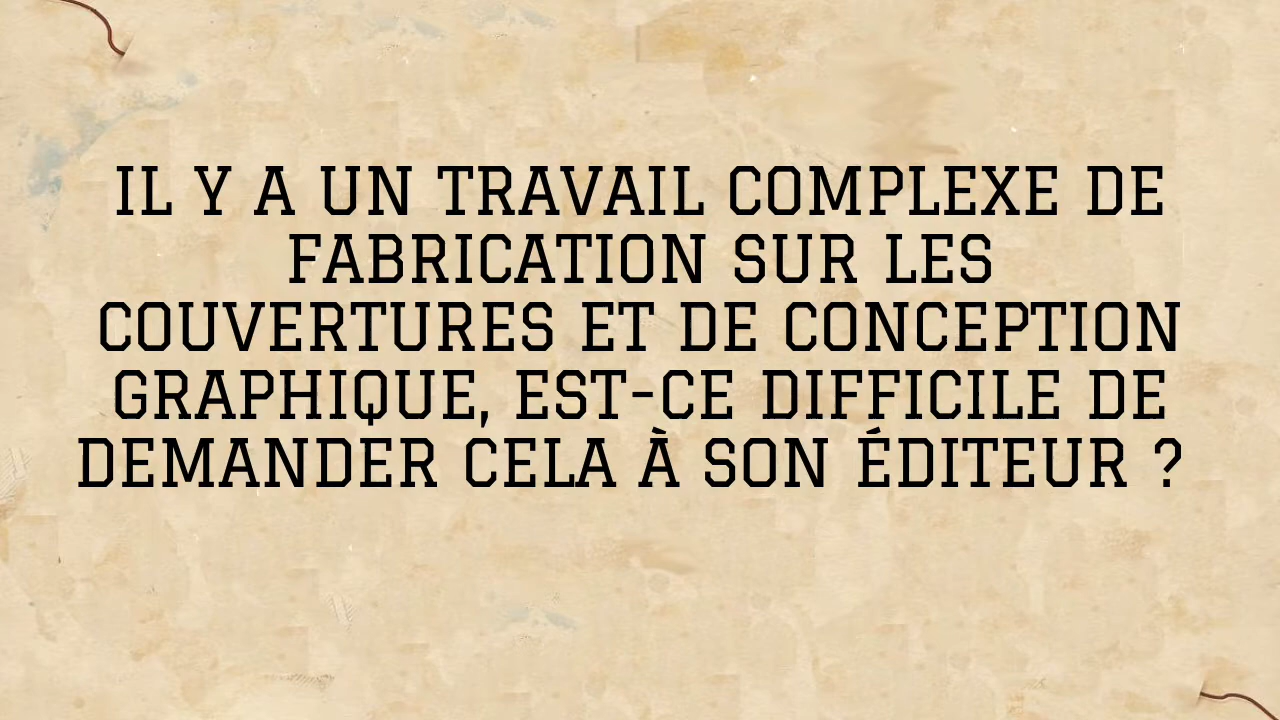 IL Y A UN TRAVAIL COMPLEXE DE
FABRICATION SUR LES
COUVERTURES ET DE CONCEPTION
GRAPHIQUE, EST-CE DIFFICILE DE
DEMANDER CELA À SON ÉDITEUR ?